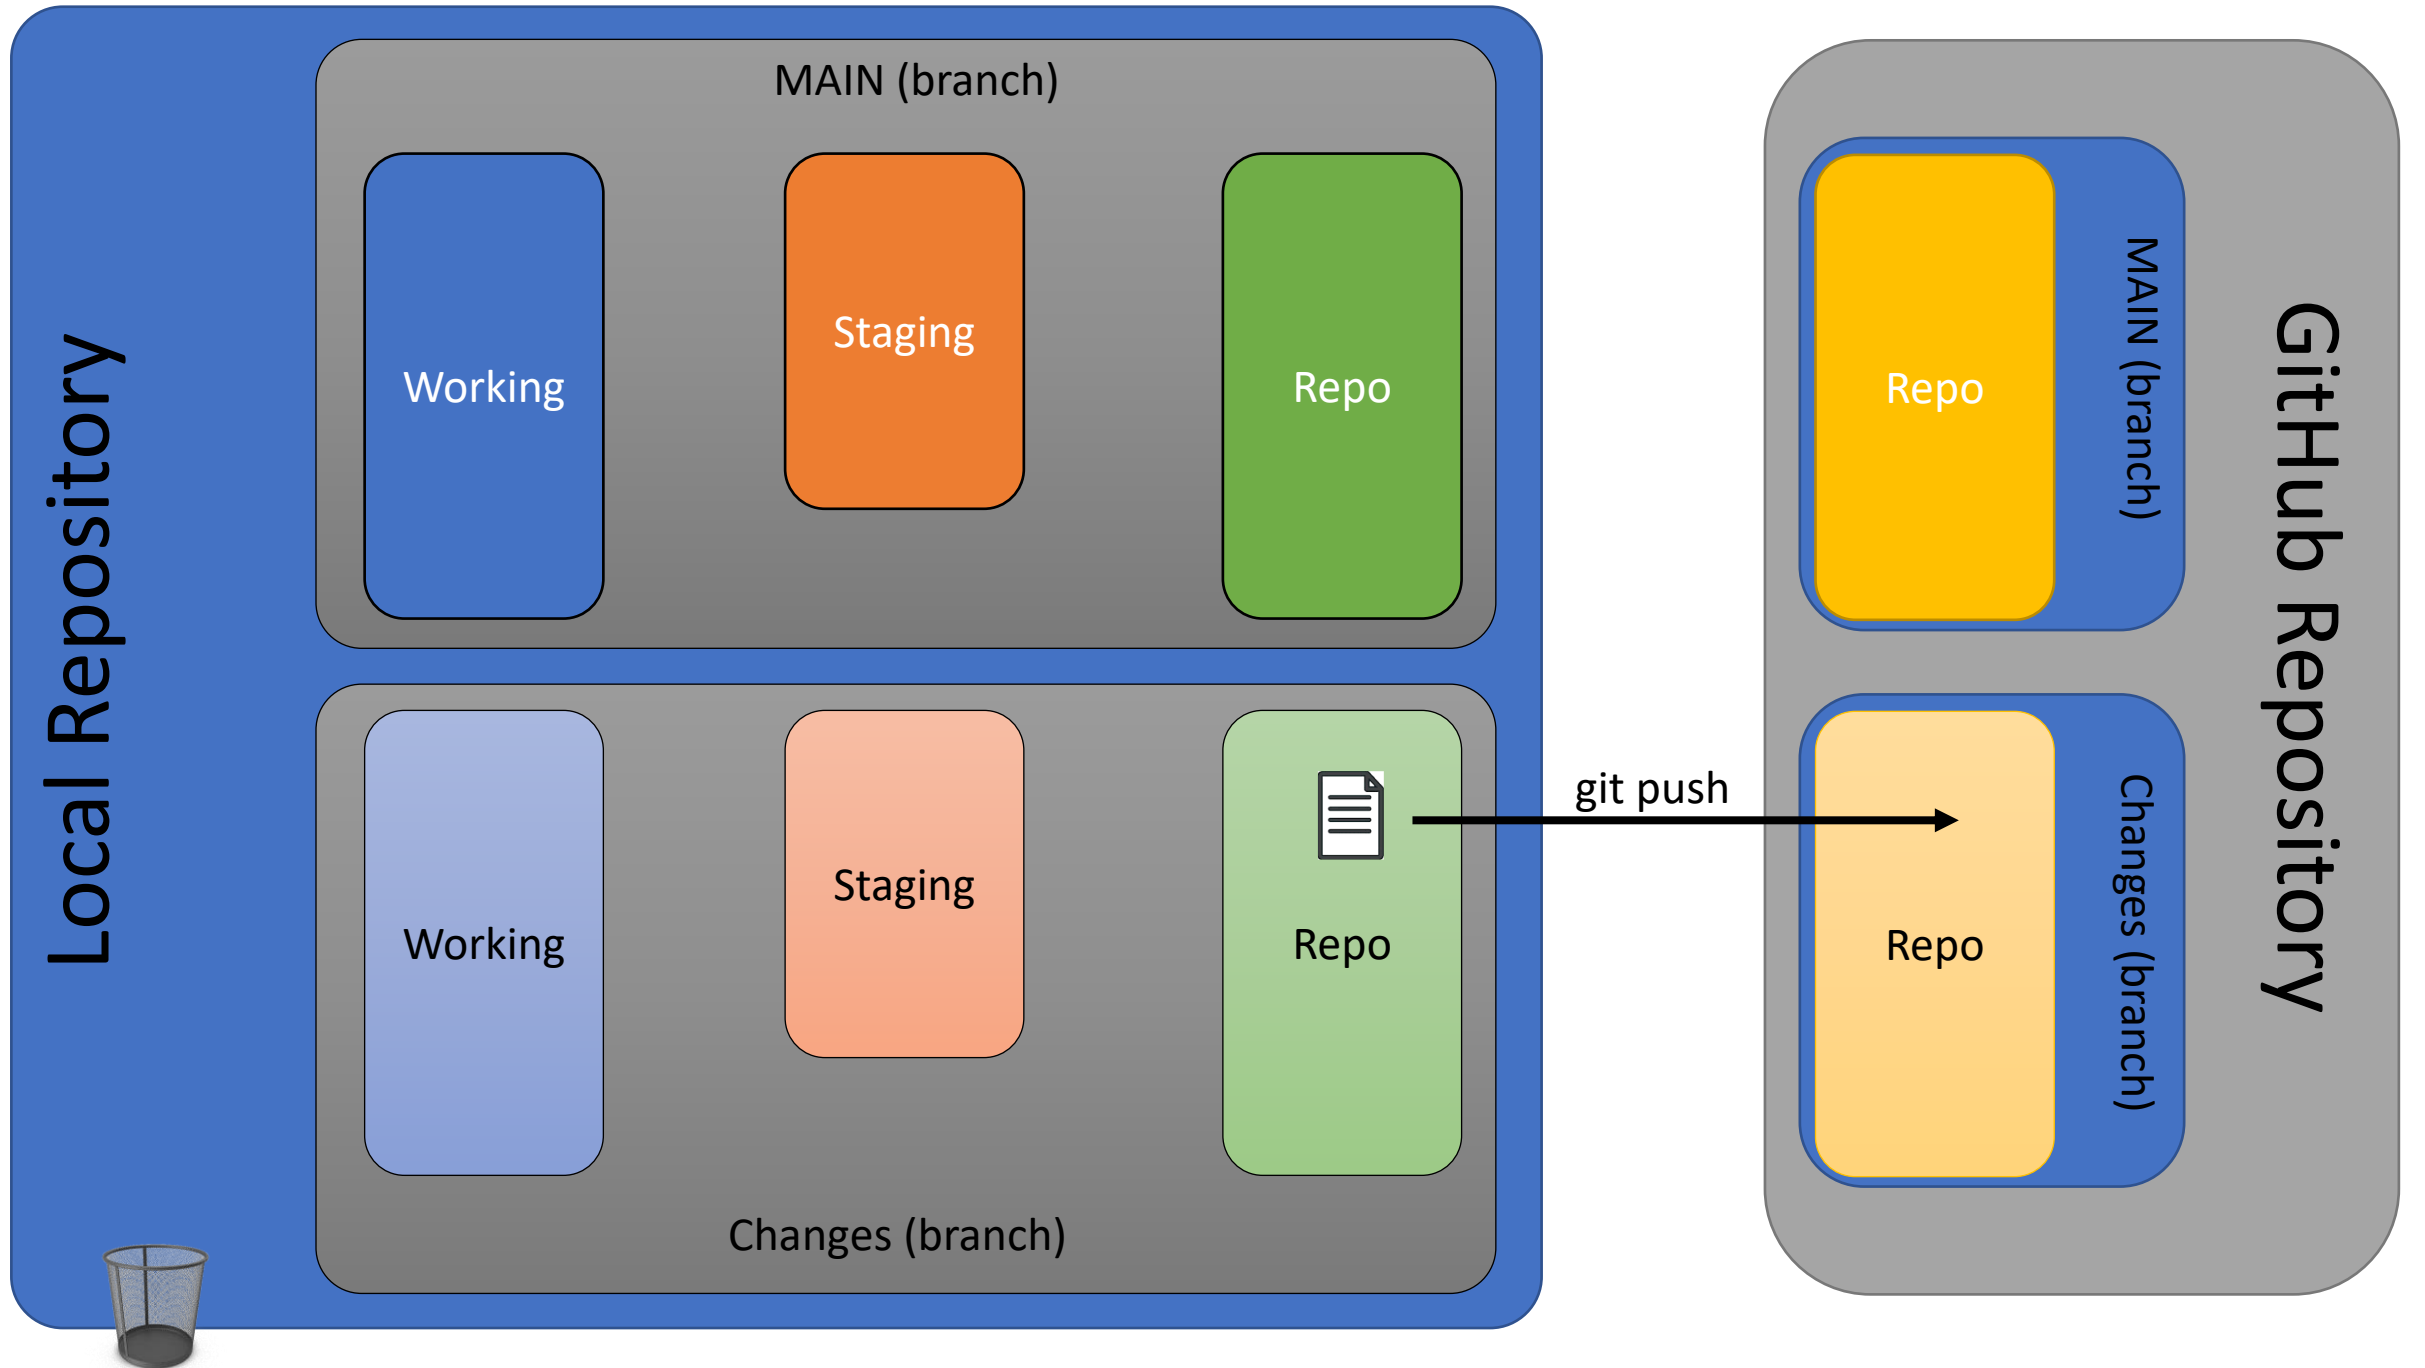 Local Repository
MAIN (branch)
Working
Staging
Repo
Working
Staging
Repo
Changes (branch)
git push
Repo
MAIN (branch)
Repo
Changes (branch)
GitHub Repository